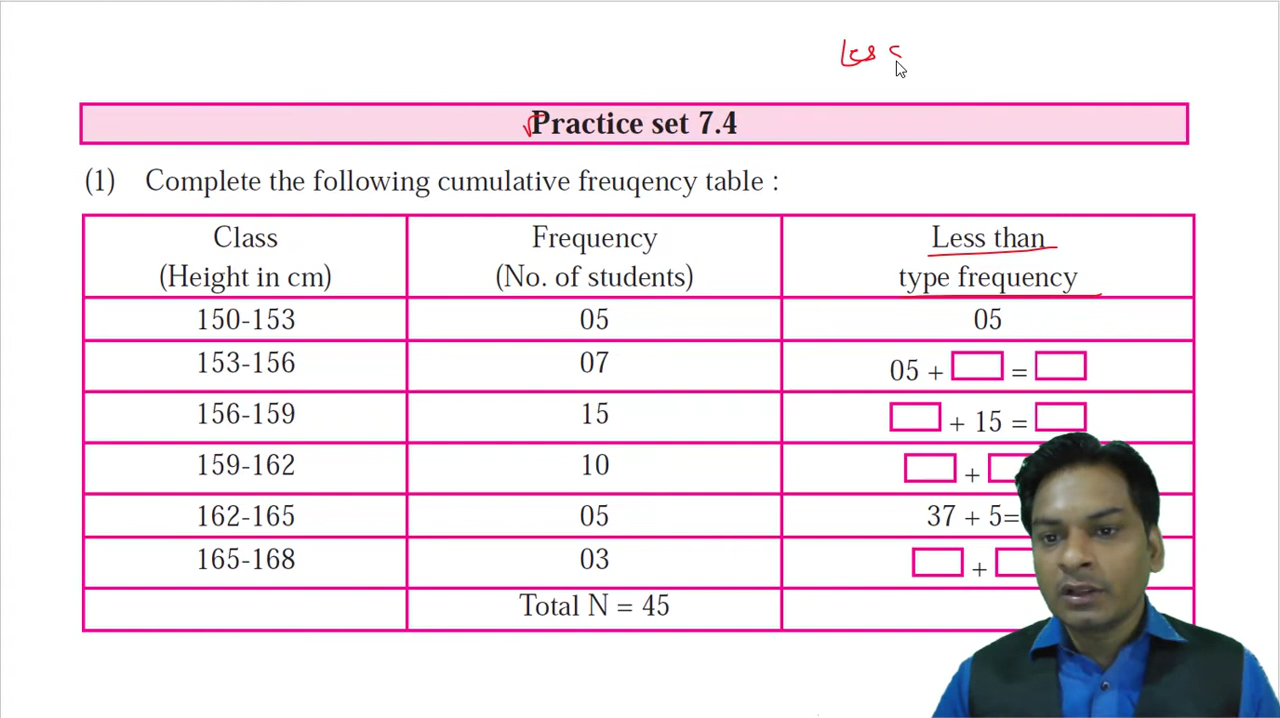 Less
Practice set 7.4
(1) Complete the following cumulative freuqency table :
Class (Height in cm) Frequency (No. of students) Less than type frequency
150-153 05 05
153-156 07 05 + =
156-159 15 + 15 =
159-162 10 +
162-165 05 37 + 5=
165-168 03 +
Total N = 45